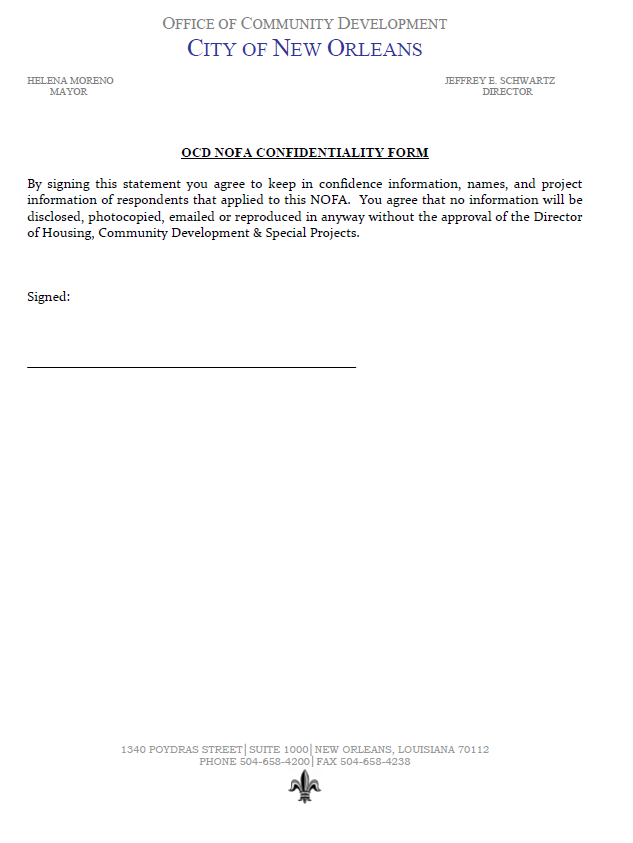 OFFICE OF COMMUNITY DEVELOPMENT
CITY OF NEW ORLEANS
HELENA MORENO
MAYOR
JEFFREY E. SCHWARTZ
DIRECTOR
OCD NOFA CONFIDENTIALITY FORM
By signing this statement you agree to keep in confidence information, names, and project
information of respondents that applied to this NOFA. You agree that no information will be
disclosed, photocopied, emailed or reproduced in anyway without the approval of the Director
of Housing, Community Development & Special Projects.
Signed:
1340 POYDRAS STREET| SUITE 1000| NEW ORLEANS, LOUISIANA 70112
PHONE 504-658-4200| FAX 504-658-4238